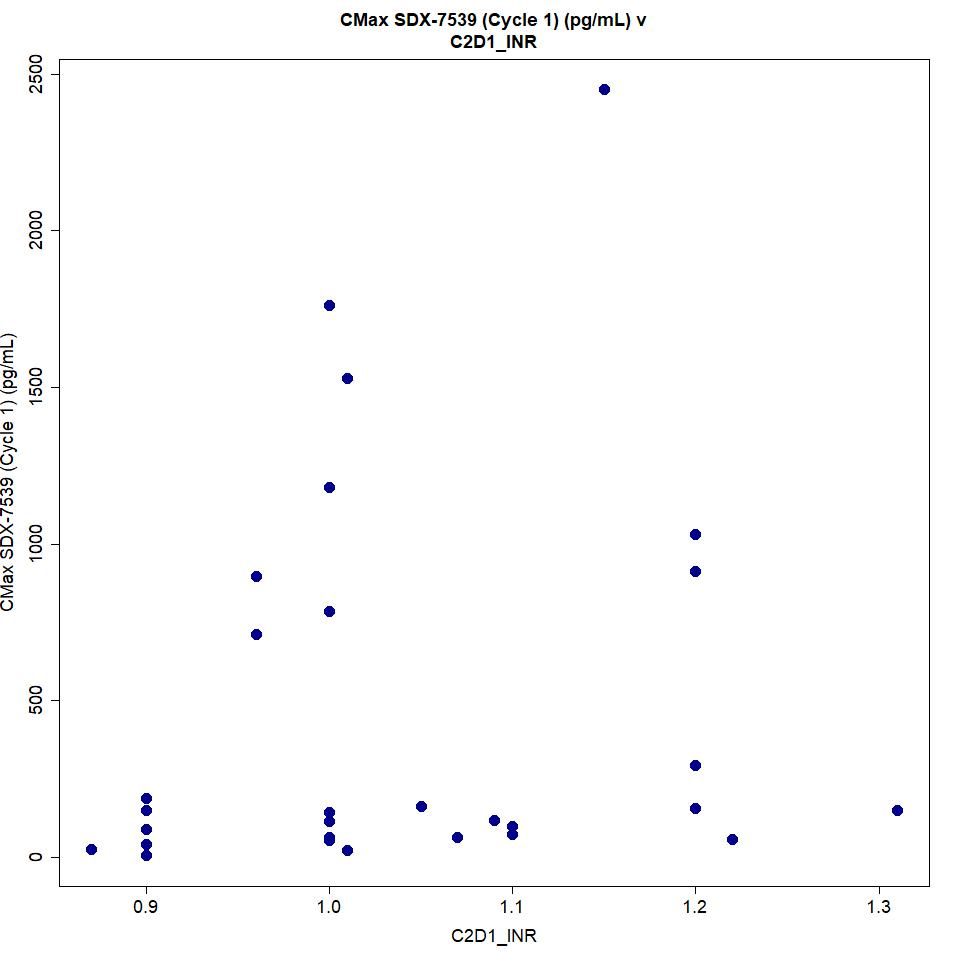 CMax SDX-7539 (Cycle 1) (pg/mL) v
C2D1_INR
CMax SDX-7539 (Cycle 1) (pg/mL)
2500
2000
1500
1000
500
0
0.9 1.0 1.1 1.2 1.3
C2D1_INR